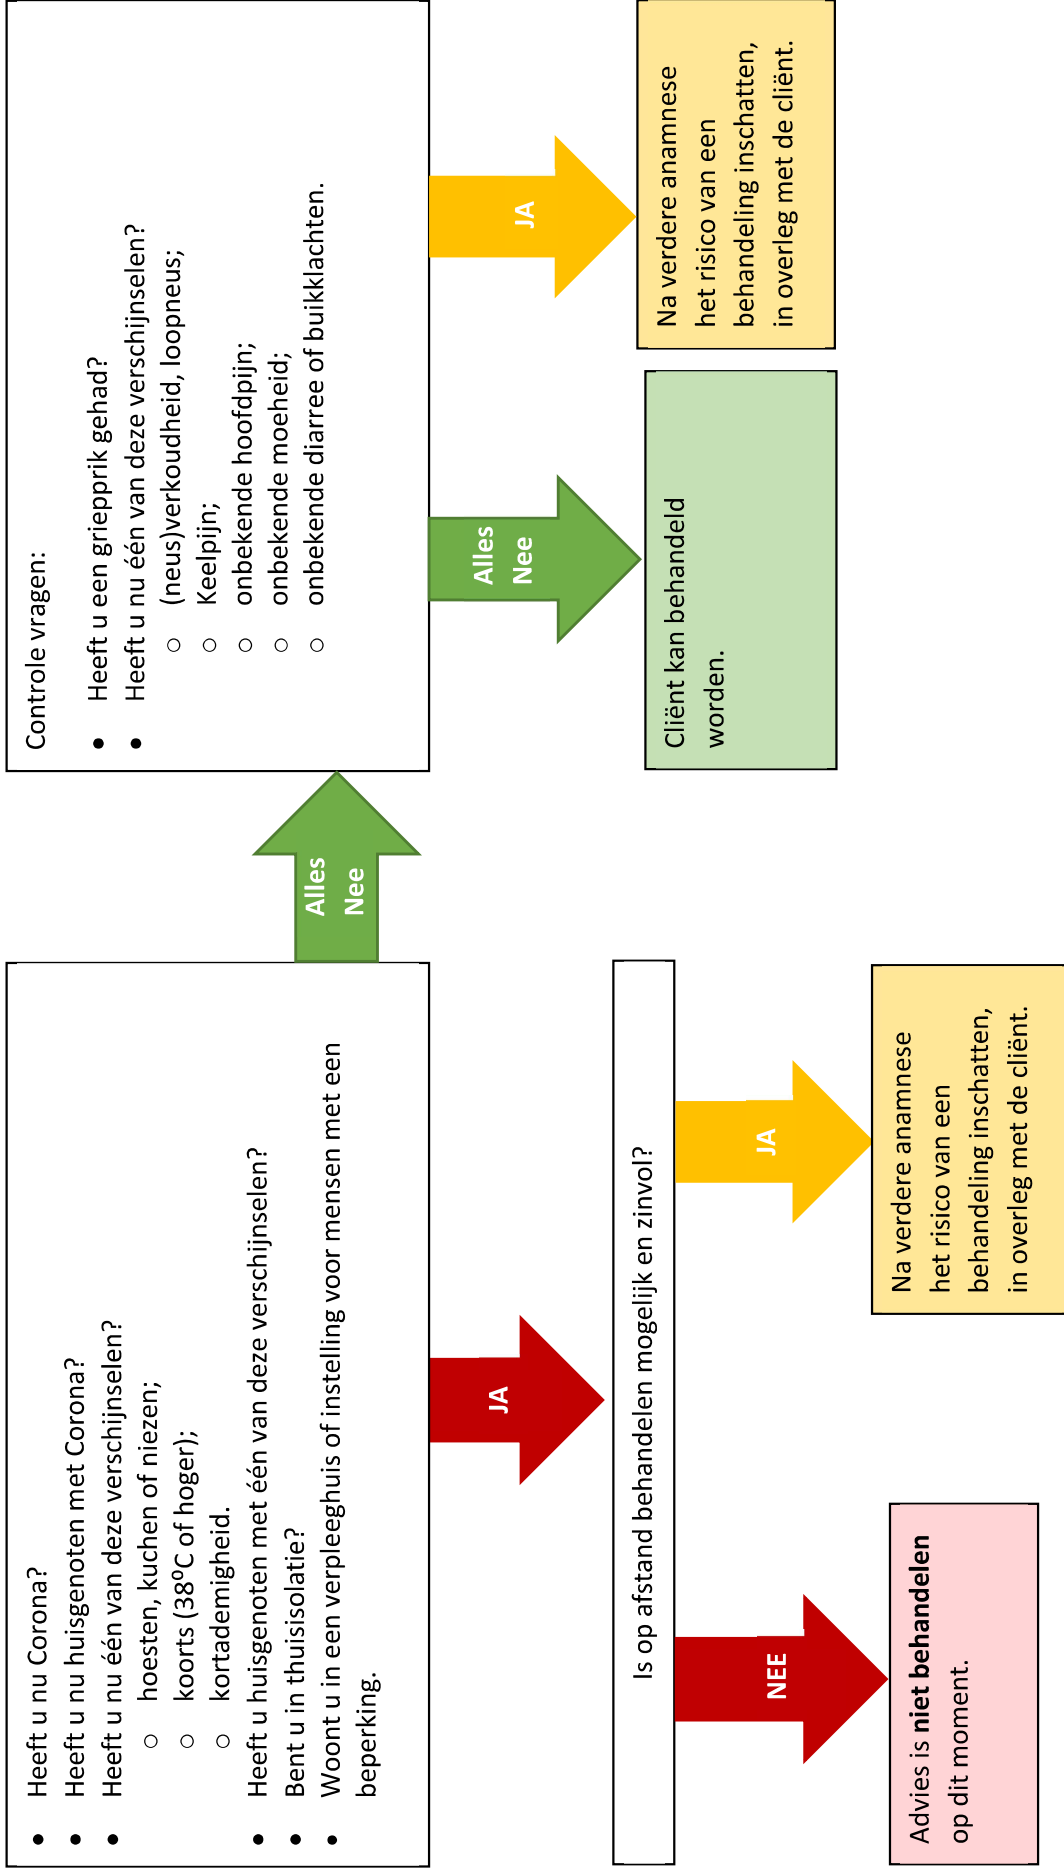 • Heeft u nu Corona?
• Heeft u nu huisgenoten met Corona?
• Heeft u nu één van deze verschijnselen?
○ hoesten, kuchen of niezen;
○ koorts (38⁰C of hoger);
○ kortademigheid.
• Heeft u huisgenoten met één van deze verschijnselen?
• Bent u in thuisisolatie?
• Woont u in een verpleeghuis of instelling voor mensen met een
beperking.
Alles
Nee
Controle vragen:
• Heeft u een griepprik gehad?
• Heeft u nu één van deze verschijnselen?
○ (neus)verkoudheid, loopneus;
○ Keelpijn;
○ onbekende hoofdpijn;
○ onbekende moeheid;
○ onbekende diarree of buikklachten.
JA
Alles
Nee
JA
Is op afstand behandelen mogelijk en zinvol?
Cliënt kan behandeld
worden.
Na verdere anamnese
het risico van een
behandeling inschatten,
in overleg met de cliënt.
NEE
JA
Advies is niet behandelen
op dit moment.
Na verdere anamnese
het risico van een
behandeling inschatten,
in overleg met de cliënt.